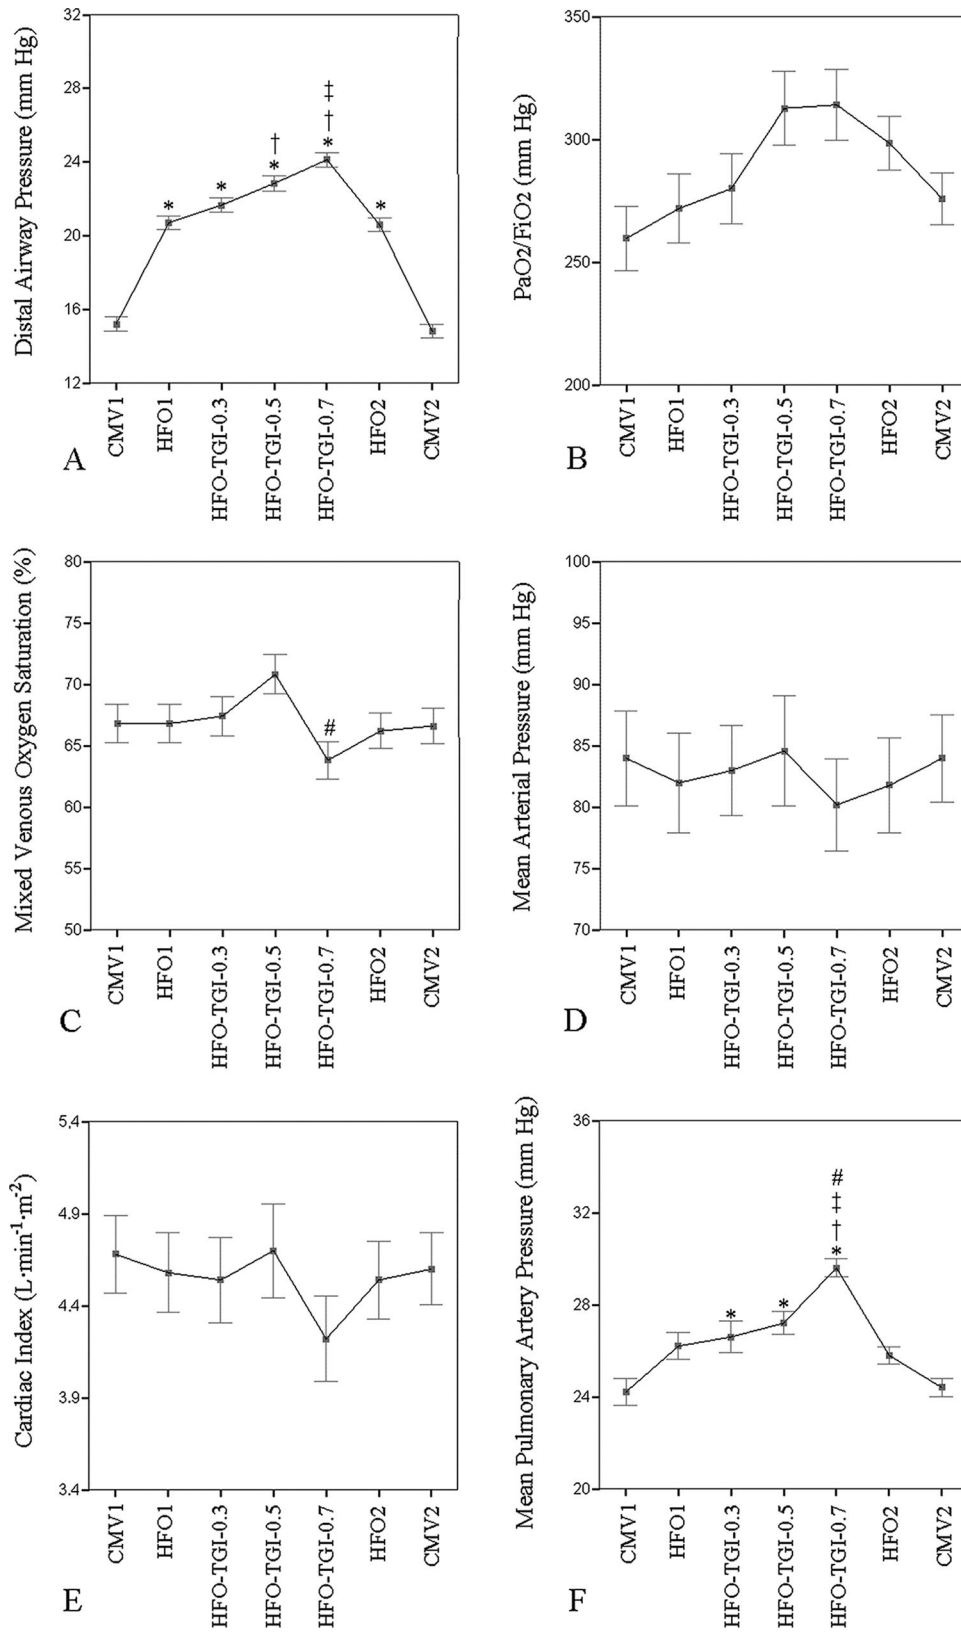 Distal Airway Pressure (mm Hg)
32
28
24
20
16
12
*
*
†
*
‡
†
*
*
CMV1
HFO1
HFO-TGI-0.3
HFO-TGI-0.5
HFO-TGI-0.7
HFO2
CMV2
A
PaO2/FiO2 (mm Hg)
350
300
250
200
CMV1
HFO1
HFO-TGI-0.3
HFO-TGI-0.5
HFO-TGI-0.7
HFO2
CMV2
B
Mixed Venous Oxygen Saturation (%)
80
75
70
65
60
55
50
#
CMV1
HFO1
HFO-TGI-0.3
HFO-TGI-0.5
HFO-TGI-0.7
HFO2
CMV2
C
Mean Arterial Pressure (mm Hg)
100
95
90
85
80
75
70
CMV1
HFO1
HFO-TGI-0.3
HFO-TGI-0.5
HFO-TGI-0.7
HFO2
CMV2
D
Cardiac Index (L·min⁻¹·m⁻²)
5.4
4.9
4.4
3.9
3.4
CMV1
HFO1
HFO-TGI-0.3
HFO-TGI-0.5
HFO-TGI-0.7
HFO2
CMV2
E
Mean Pulmonary Artery Pressure (mm Hg)
36
32
28
24
20
*
*
#
‡
†
*
CMV1
HFO1
HFO-TGI-0.3
HFO-TGI-0.5
HFO-TGI-0.7
HFO2
CMV2
F